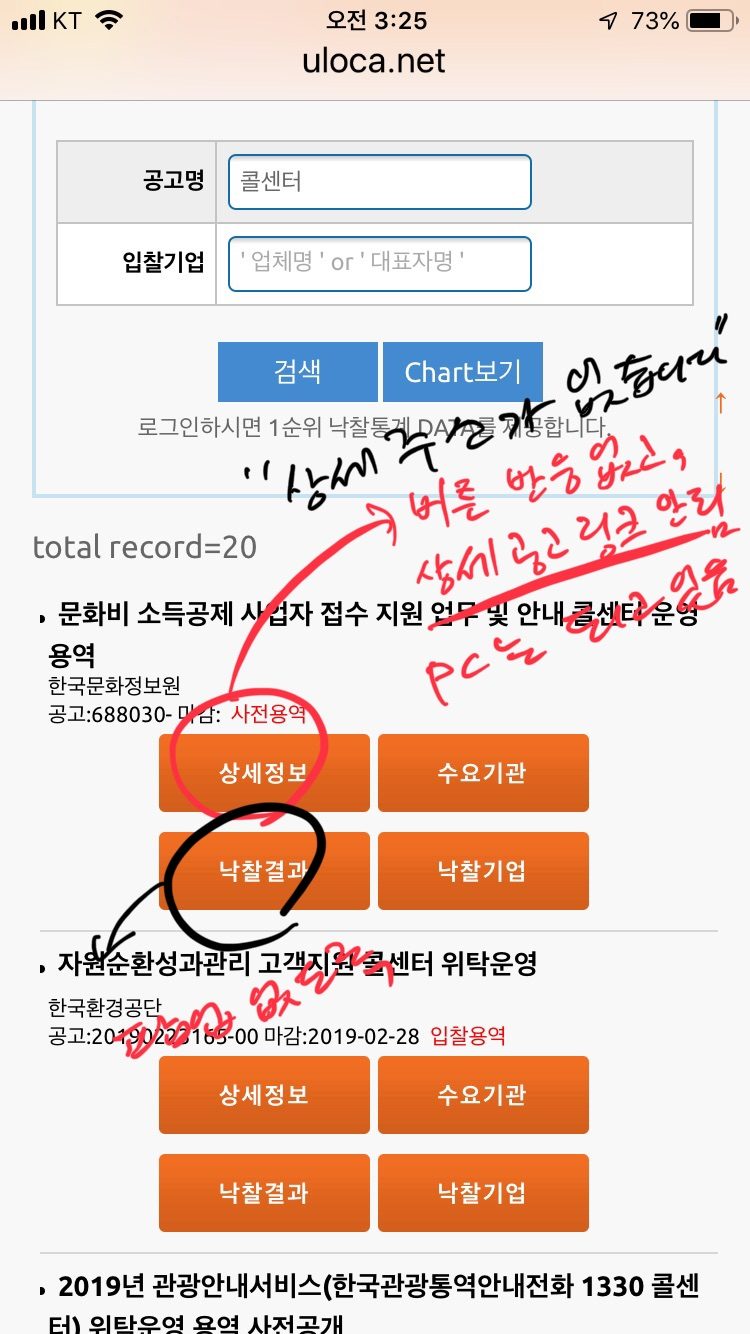 KT 오전 3:25 73%
uloca.net
공고명 콜센터
입찰기업 ' 업체명 ' or ' 대표자명 '
검색 Chart보기
로그인하시면 1순위 낙찰통계 DATA를 제공합니다.
"상세 주소가 없습니다"
버튼 반응없고,
상세공고링크 안됨
PC는 되고 있음
total record=20
문화비 소득공제 사업자 접수 지원 업무 및 안내 콜센터 운영
용역
한국문화정보원
공고:688030- 마감: 사전용역
상세정보 수요기관
낙찰결과 낙찰기업
팝업 없도록
자원순환성과관리 고객지원 콜센터 위탁운영
한국환경공단
공고:20190223165-00 마감:2019-02-28 입찰용역
상세정보 수요기관
낙찰결과 낙찰기업
2019년 관광안내서비스(한국관광통역안내전화 1330 콜센
터) 위탁운영 용역 사전공개